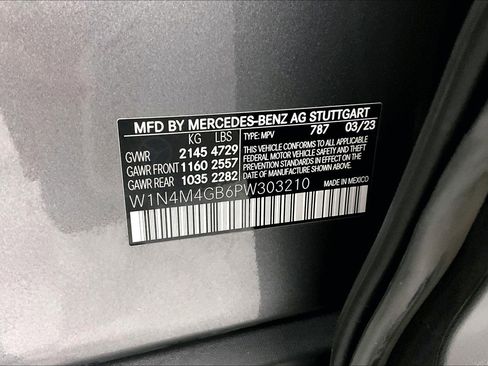 MFD BY MERCEDES-BENZ AG STUTTGART
KG LBS TYPE: MPV 787 03/23
GVWR 2145 4729
GAWR FRONT 1160 2557
GAWR REAR 1035 2282
THIS VEHICLE CONFORMS TO ALL APPLICABLE
FEDERAL MOTOR VEHICLE SAFETY AND
THEFT PREVENTION STANDARDS IN EFFECT
ON THE DATE OF MANUFACTURE SHOWN ABOVE.
W1N4M4GB6PW303210 MADE IN MEXICO